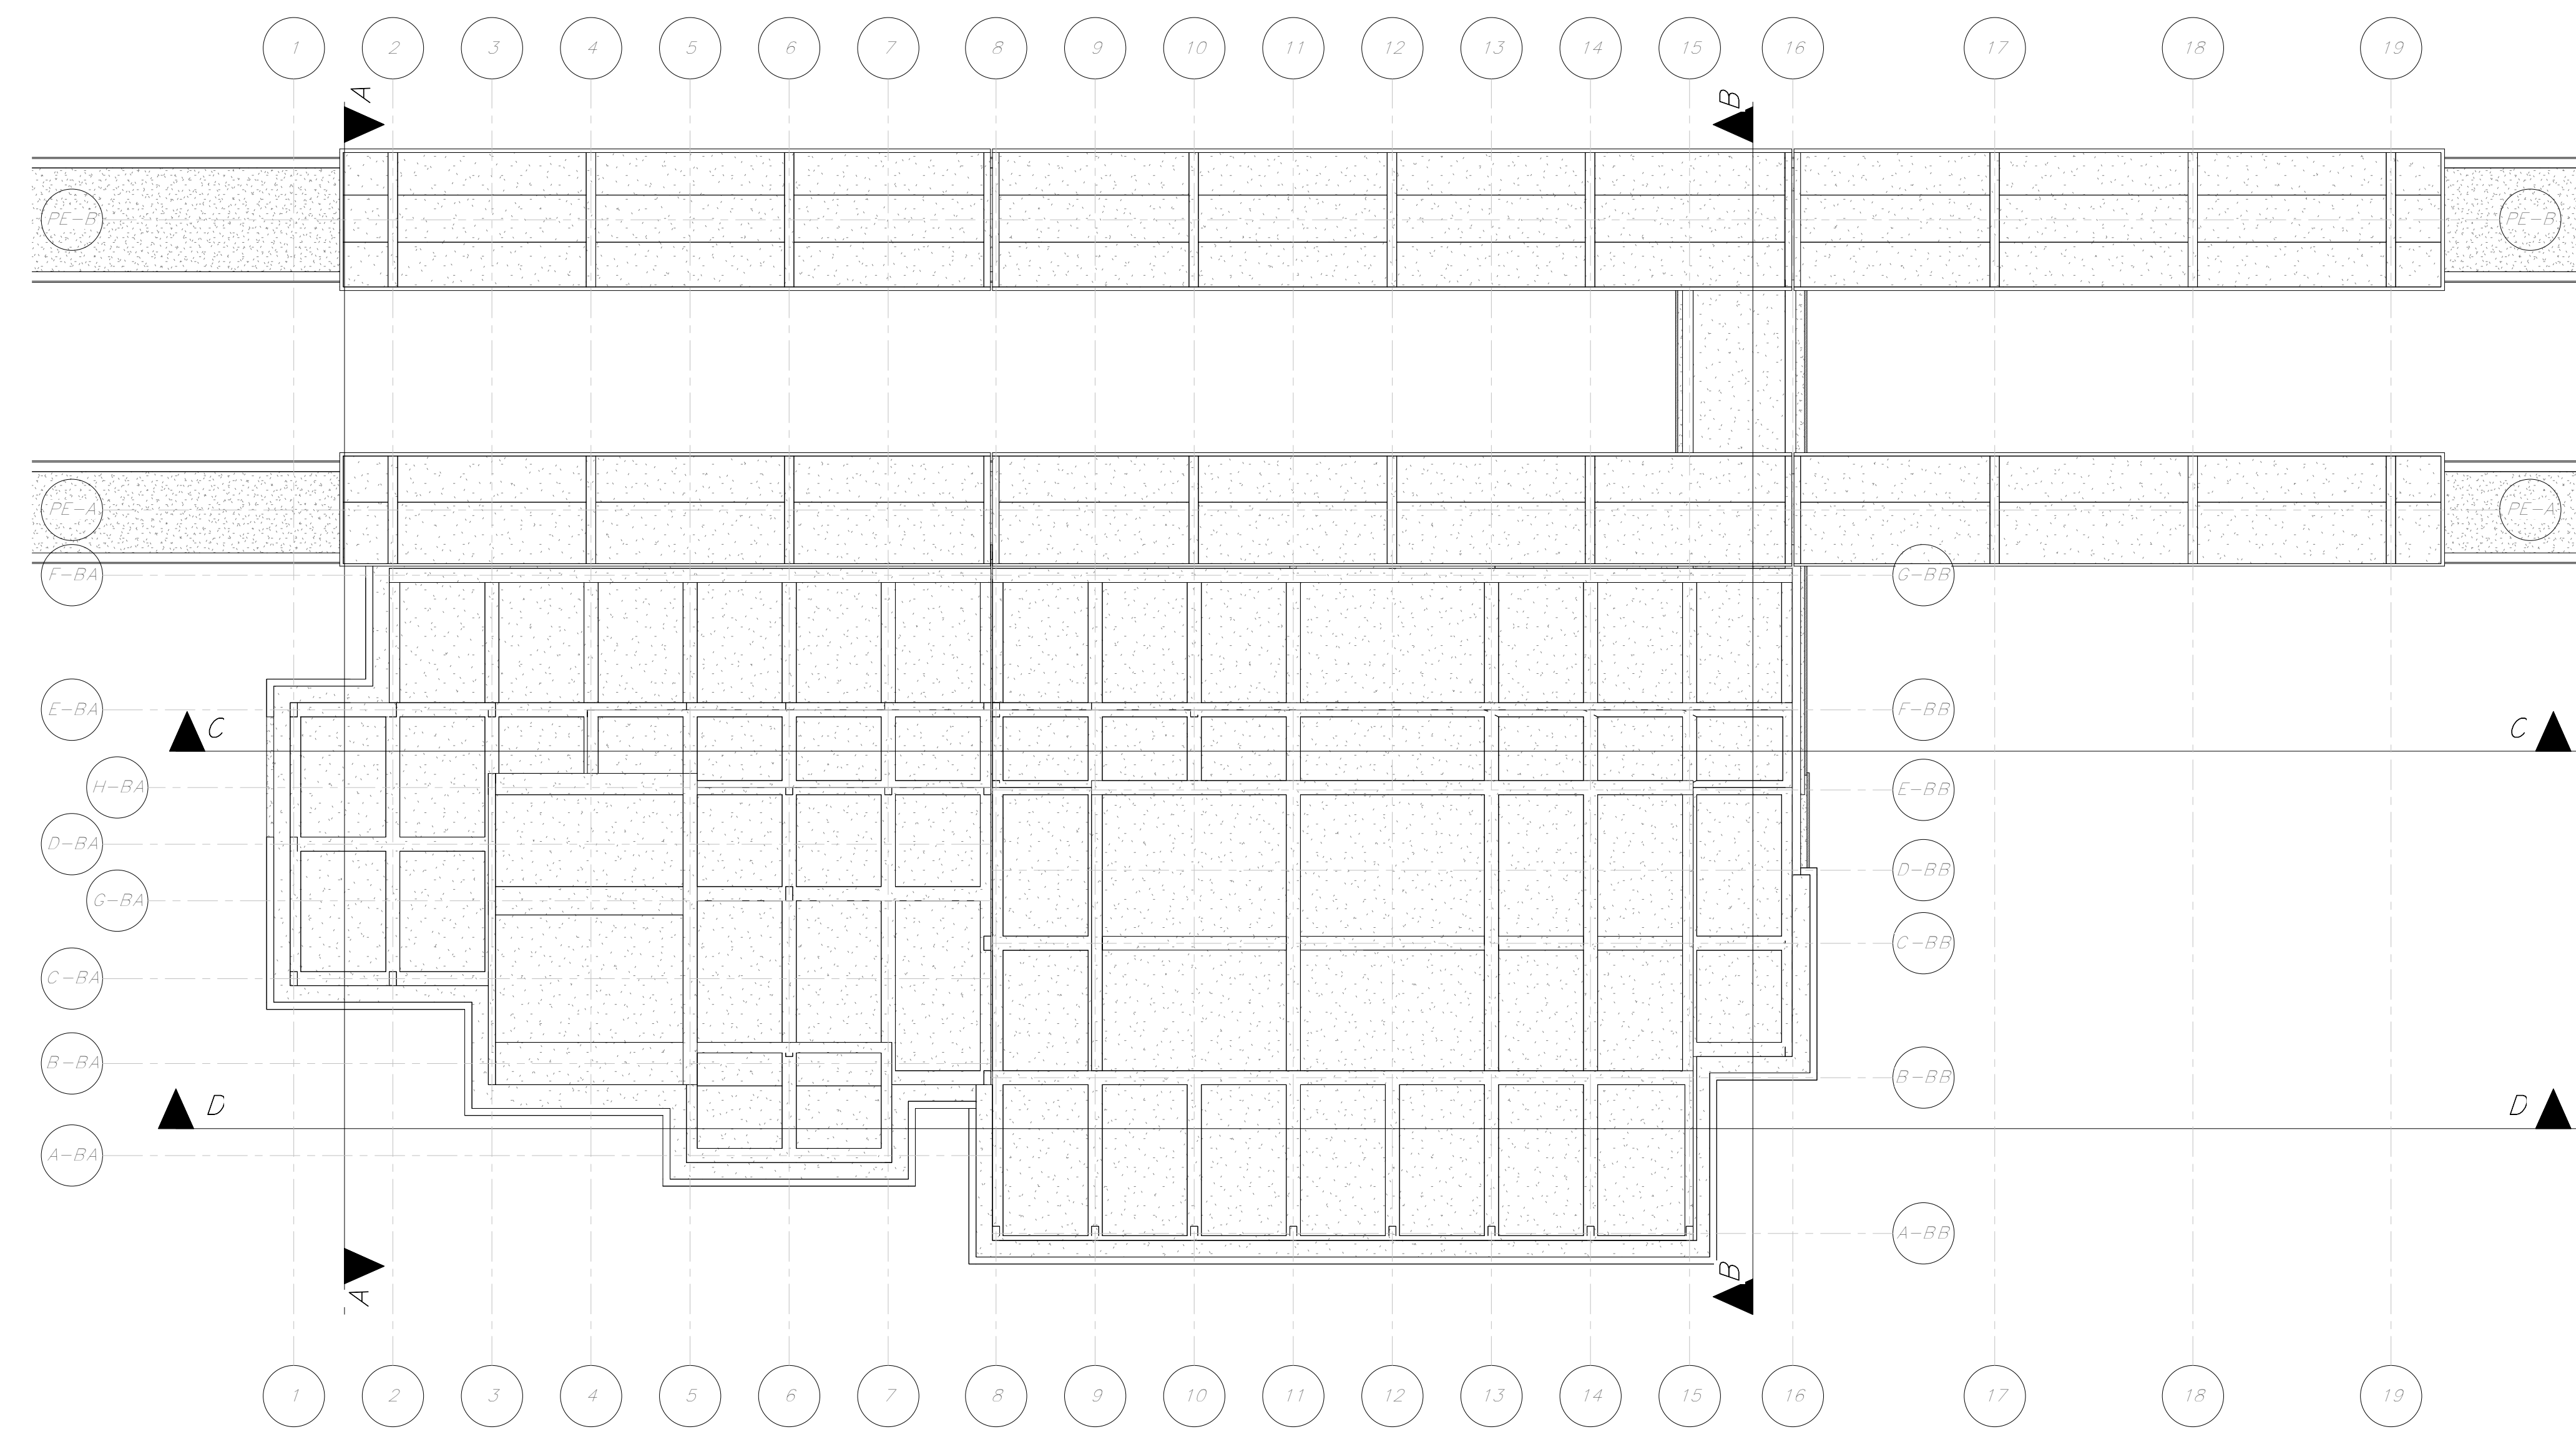 1 2 3 4 5 6 7 8 9 10 11 12 13 14 15 16 17 18 19
A B
PE-B PE-B
PE-A PE-A
F-BA G-BB
E-BA F-BB
C C
H-BA E-BB
D-BA D-BB
G-BA
C-BB
C-BA
B-BA B-BB
D D
A-BA
A-BB
A B
1 2 3 4 5 6 7 8 9 10 11 12 13 14 15 16 17 18 19